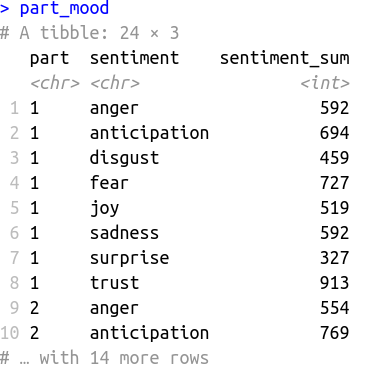 > part_mood
# A tibble: 24 × 3
part sentiment sentiment_sum
<chr> <chr> <int>
1 1 anger 592
2 1 anticipation 694
3 1 disgust 459
4 1 fear 727
5 1 joy 519
6 1 sadness 592
7 1 surprise 327
8 1 trust 913
9 2 anger 554
10 2 anticipation 769
# … with 14 more rows